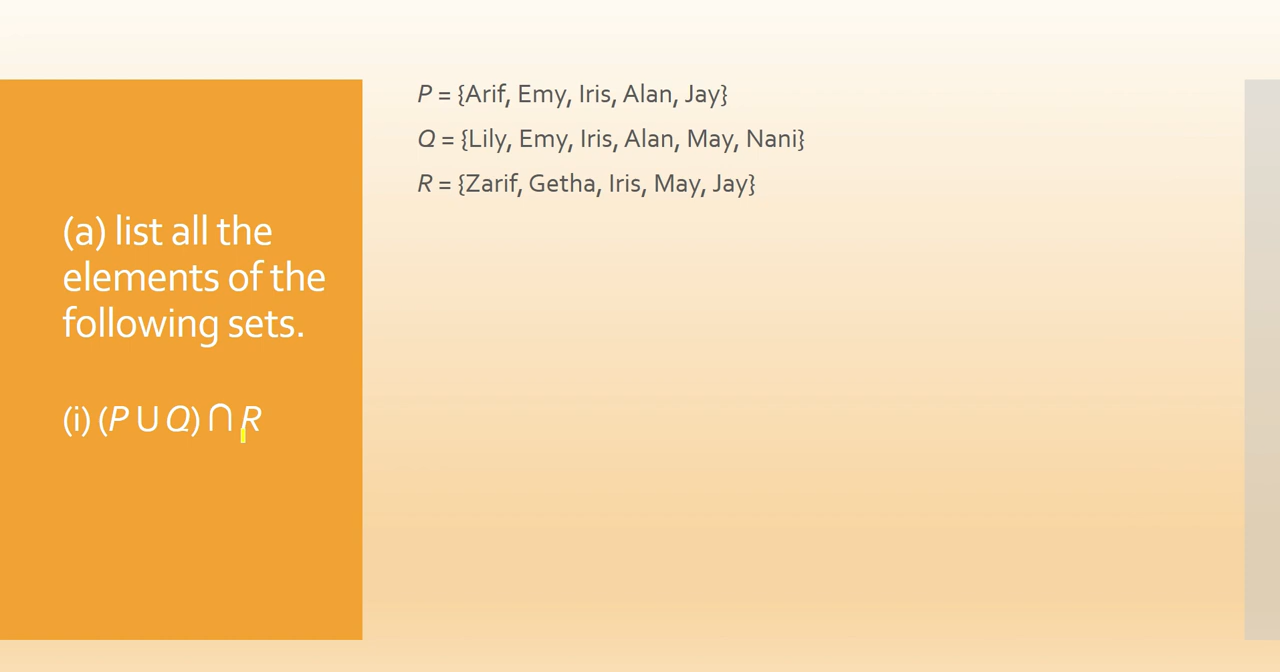 (a) list all the
elements of the
following sets.
(i) (P ∪ Q) ∩ R
P = {Arif, Emy, Iris, Alan, Jay}
Q = {Lily, Emy, Iris, Alan, May, Nani}
R = {Zarif, Getha, Iris, May, Jay}